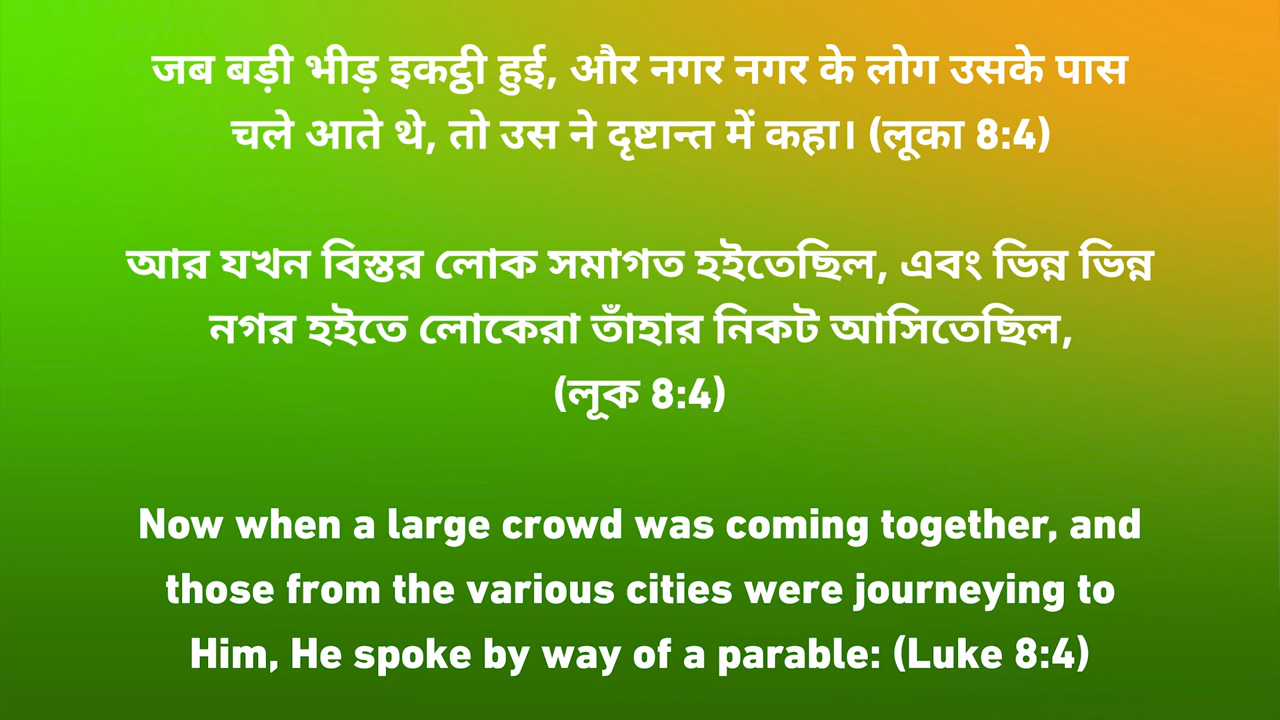 जब बड़ी भीड़ इकट्ठी हुई, और नगर नगर के लोग उसके पास
चले आते थे, तो उस ने दृष्टान्त में कहा। (लूका 8:4)
আর যখন বিস্তর লোক সমাগত হইতেছিল, এবং ভিন্ন ভিন্ন
নগর হইতে লোকেরা তাঁহার নিকট আসিতেছিল,
(লূক 8:4)
Now when a large crowd was coming together, and
those from the various cities were journeying to
Him, He spoke by way of a parable: (Luke 8:4)